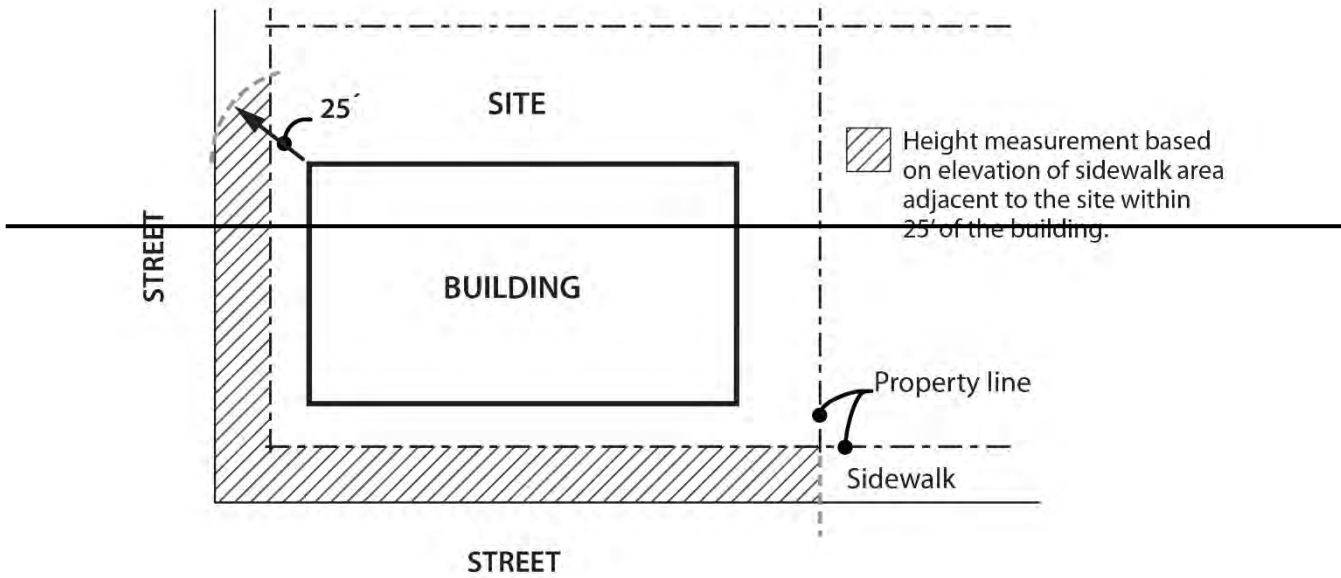 25´
SITE
Height measurement based
on elevation of sidewalk area
adjacent to the site within
25' of the building.
STREET
BUILDING
Property line
Sidewalk
STREET